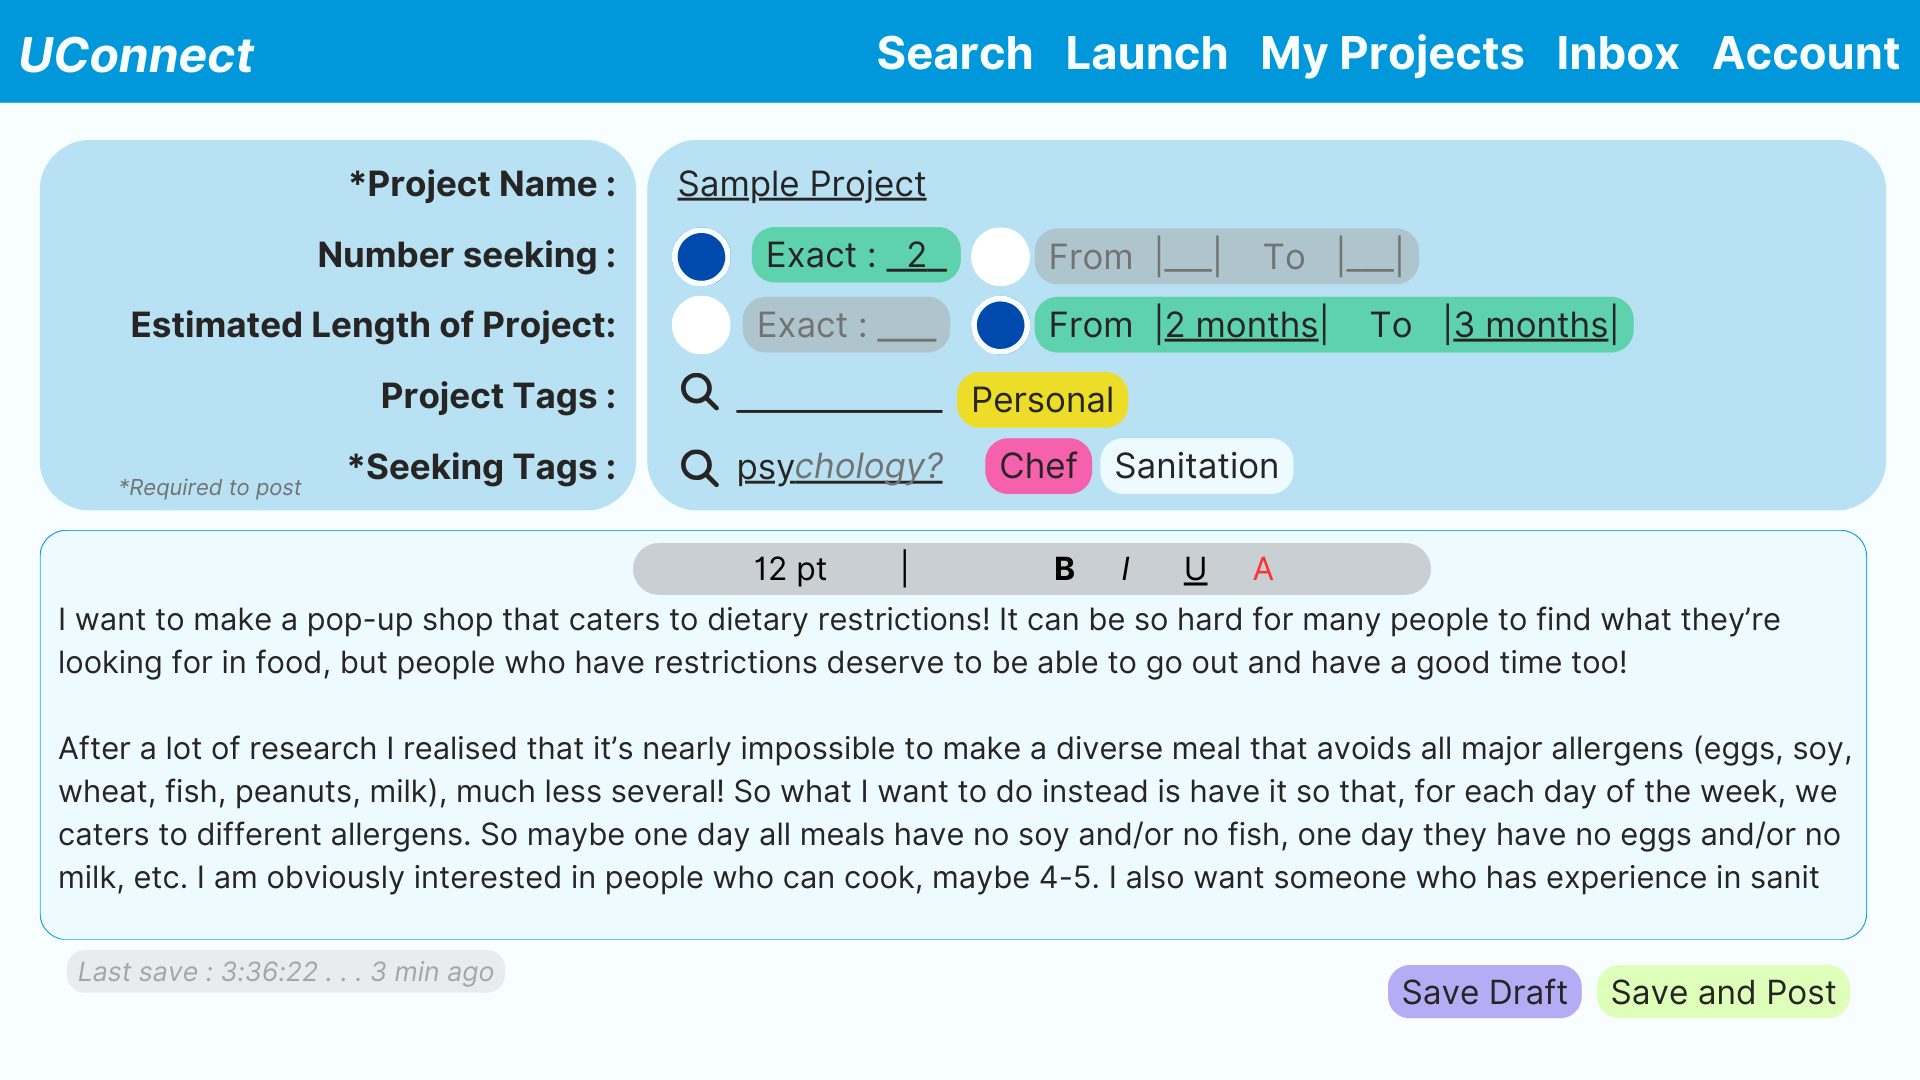 UConnect Search Launch My Projects Inbox Account
*Project Name : Sample Project
Number seeking : Exact : _2_ From |___| To |___|
Estimated Length of Project: Exact : ___ From |2 months| To |3 months|
Project Tags : ___________ Personal
*Seeking Tags : psychology? Chef Sanitation
*Required to post
12 pt | B I U A
I want to make a pop-up shop that caters to dietary restrictions! It can be so hard for many people to find what they’re
looking for in food, but people who have restrictions deserve to be able to go out and have a good time too!
After a lot of research I realised that it’s nearly impossible to make a diverse meal that avoids all major allergens (eggs, soy,
wheat, fish, peanuts, milk), much less several! So what I want to do instead is have it so that, for each day of the week, we
caters to different allergens. So maybe one day all meals have no soy and/or no fish, one day they have no eggs and/or no
milk, etc. I am obviously interested in people who can cook, maybe 4-5. I also want someone who has experience in sanit
Last save : 3:36:22 . . . 3 min ago
Save Draft Save and Post